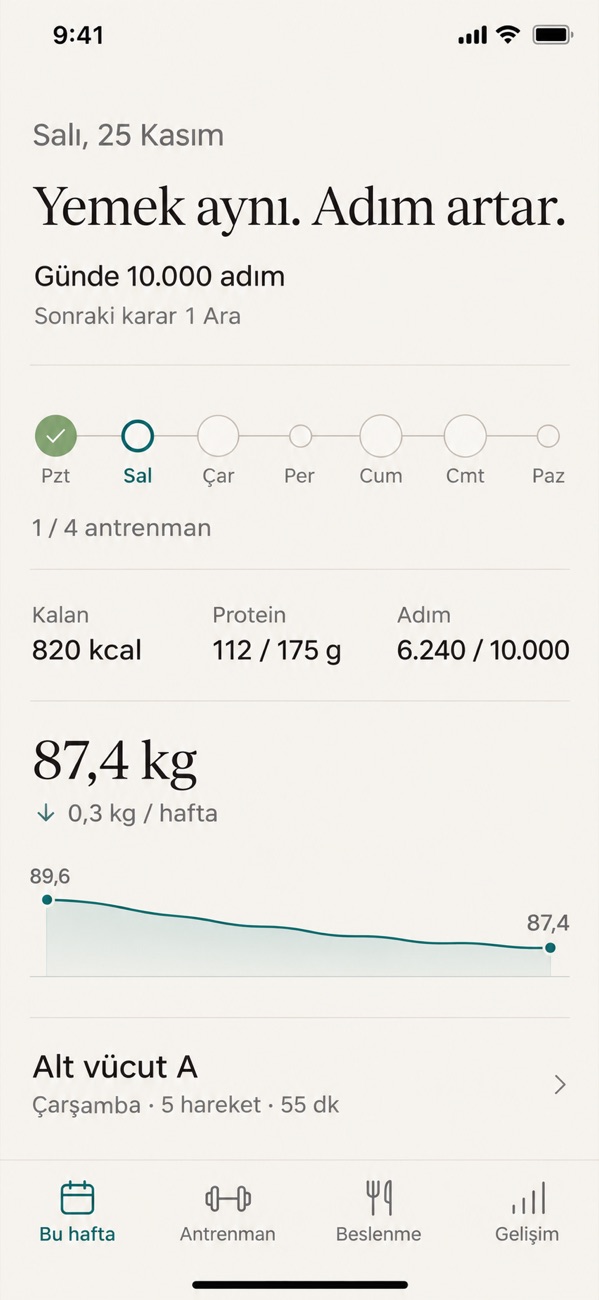 9:41
Salı, 25 Kasım
Yemek aynı. Adım artar.
Günde 10.000 adım
Sonraki karar 1 Ara
Pzt Sal Çar Per Cum Cmt Paz
1 / 4 antrenman
Kalan Protein Adım
820 kcal 112 / 175 g 6.240 / 10.000
87,4 kg
↓ 0,3 kg / hafta
89,6
87,4
Alt vücut A
Çarşamba · 5 hareket · 55 dk
Bu hafta Antrenman Beslenme Gelişim